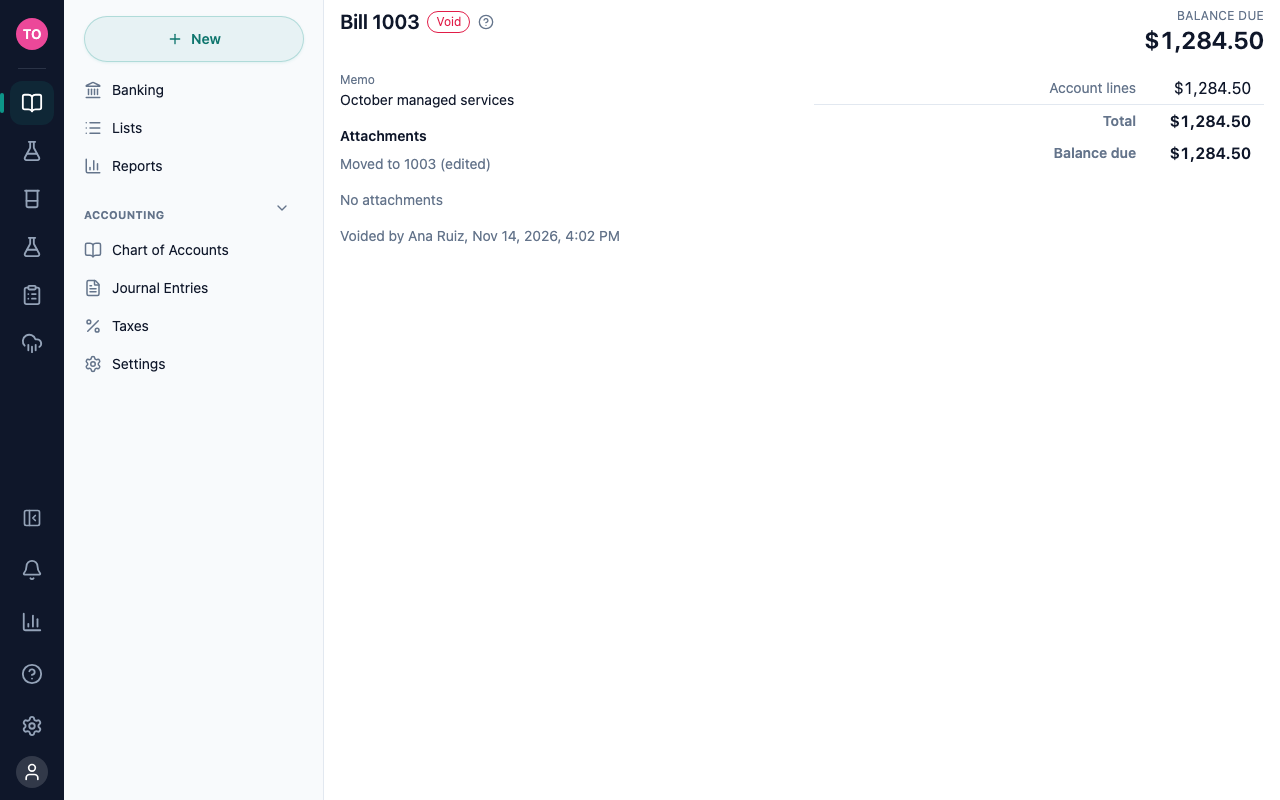 TO
New
Banking
Lists
Reports
ACCOUNTING
Chart of Accounts
Journal Entries
Taxes
Settings
Bill 1003 Void
BALANCE DUE
$1,284.50
Memo
October managed services
Attachments
Moved to 1003 (edited)
No attachments
Voided by Ana Ruiz, Nov 14, 2026, 4:02 PM
Account lines $1,284.50
Total $1,284.50
Balance due $1,284.50